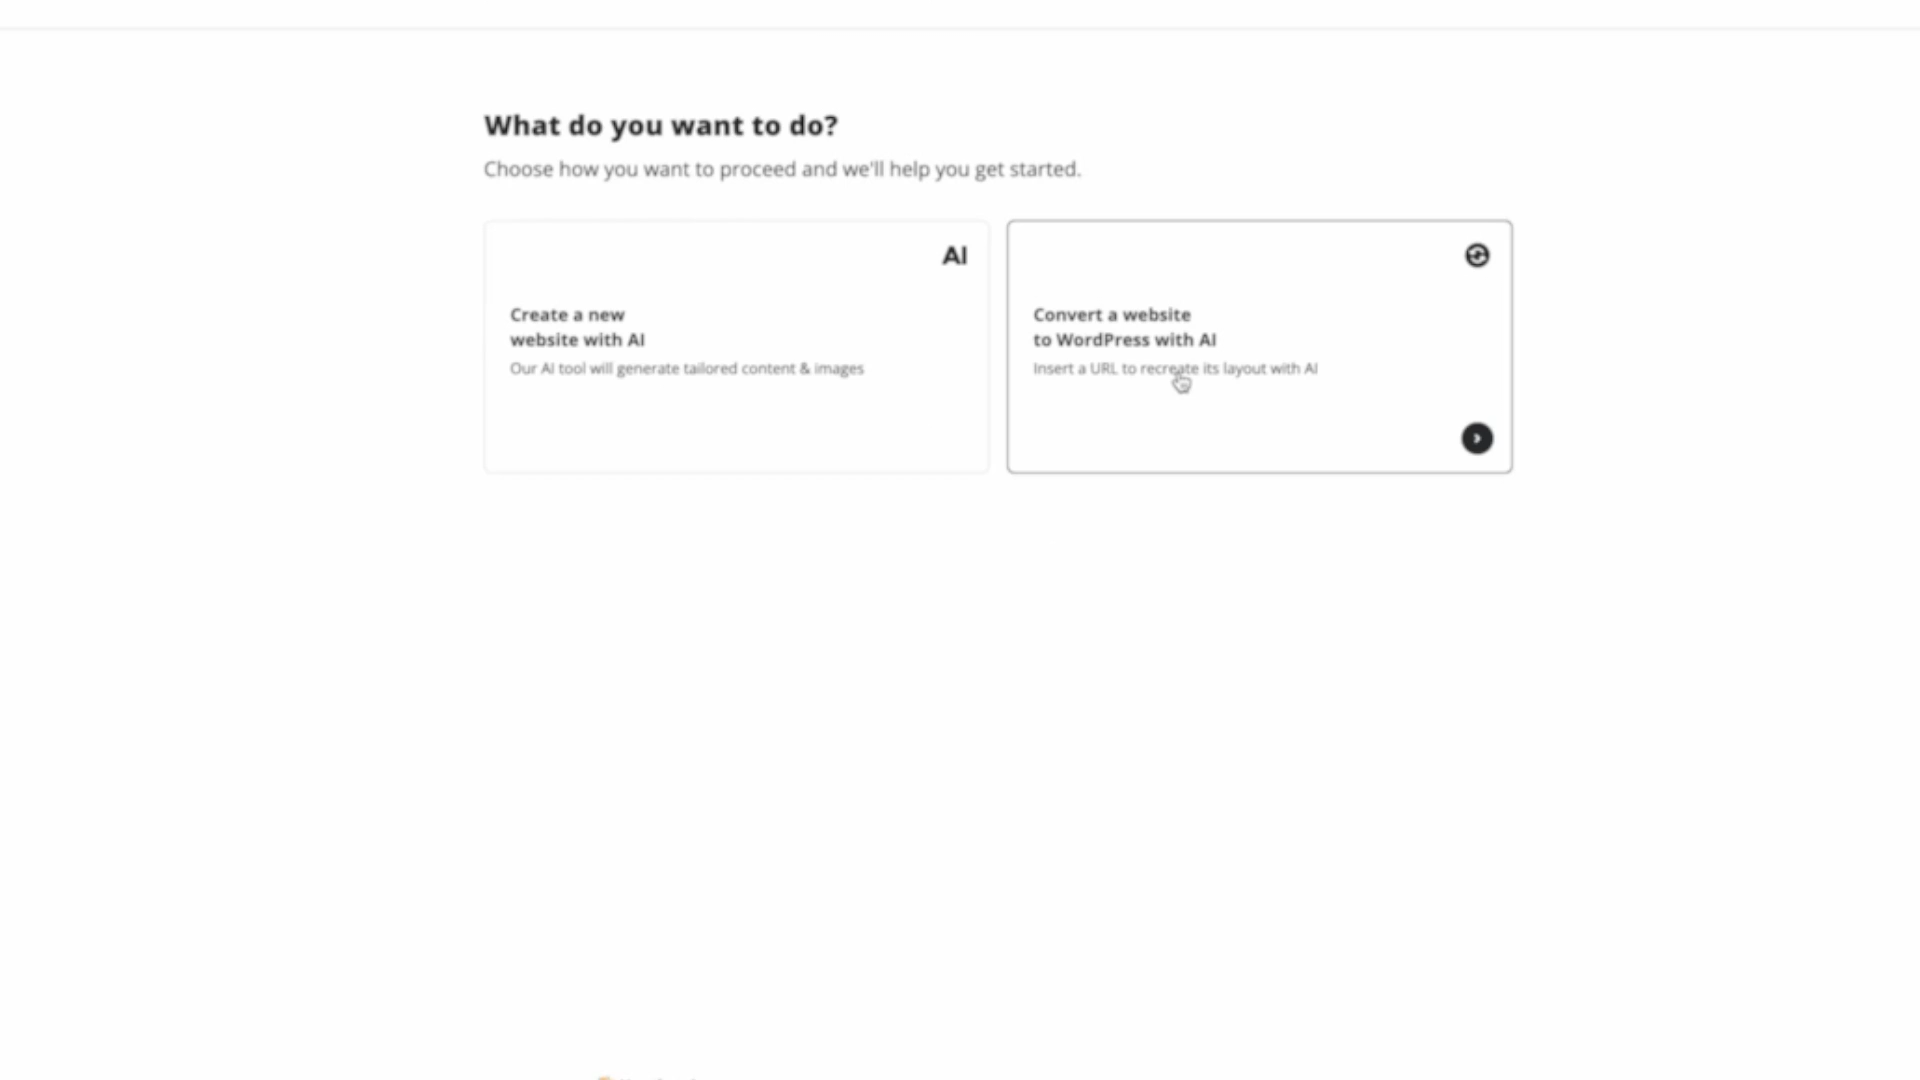 What do you want to do?
Choose how you want to proceed and we'll help you get started.
AI
Create a new
website with AI
Our AI tool will generate tailored content & images
Convert a website
to WordPress with AI
Insert a URL to recreate its layout with AI